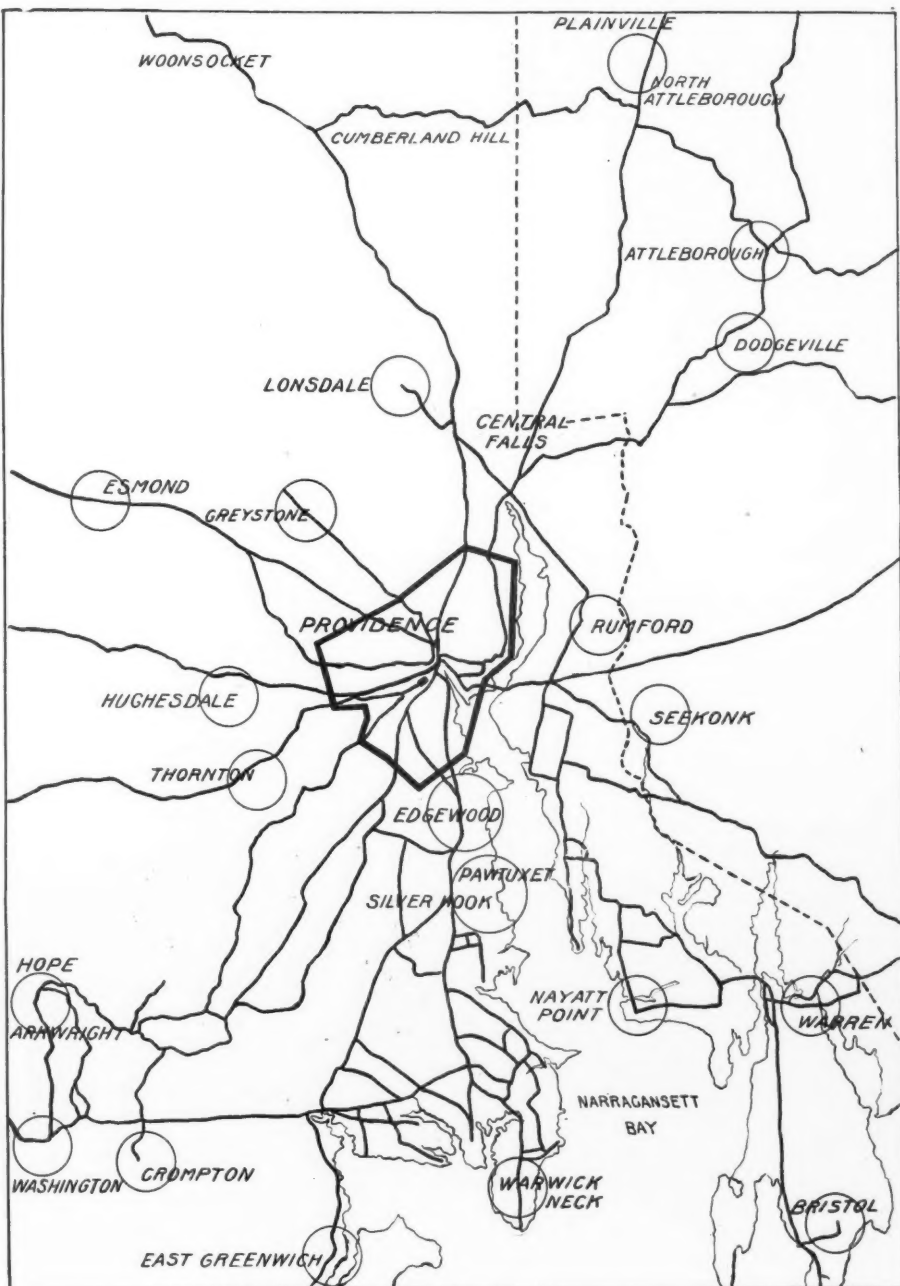 PLAINVILLE
WOONSOCKET
NORTH
ATTLEBOROUGH
CUMBERLAND HILL
ATTLEBOROUGH
DODGEVILLE
LONSDALE
CENTRAL
FALLS
ESMOND
GREYSTONE
PROVIDENCE
RUMFORD
HUGHESDALE
SEEKONK
THORNTON
EDGEWOOD
PAWTUXET
SILVER HOOK
HOPE
NAYATT
POINT
ARKWRIGHT
WARREN
NARRAGANSETT
BAY
WASHINGTON
CROMPTON
WARWICK
NECK
BRISTOL
EAST GREENWICH